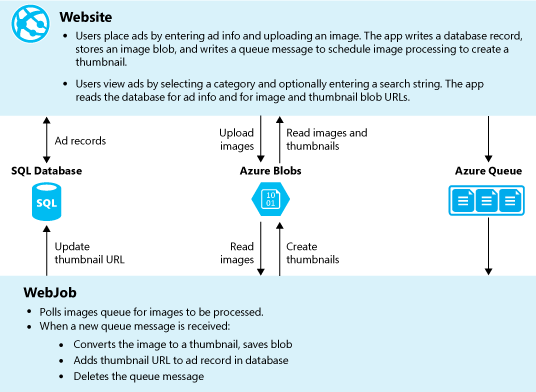 Website
• Users place ads by entering ad info and uploading an image. The app writes a database record,
stores an image blob, and writes a queue message to schedule image processing to create a
thumbnail.
• Users view ads by selecting a category and optionally entering a search string. The app
reads the database for ad info and for image and thumbnail blob URLs.
Ad records
Upload
images
Read images and
thumbnails
SQL Database
Azure Blobs
Azure Queue
SQL
10
01
Update
thumbnail URL
Read
images
Create
thumbnails
WebJob
• Polls images queue for images to be processed.
• When a new queue message is received:
• Converts the image to a thumbnail, saves blob
• Adds thumbnail URL to ad record in database
• Deletes the queue message